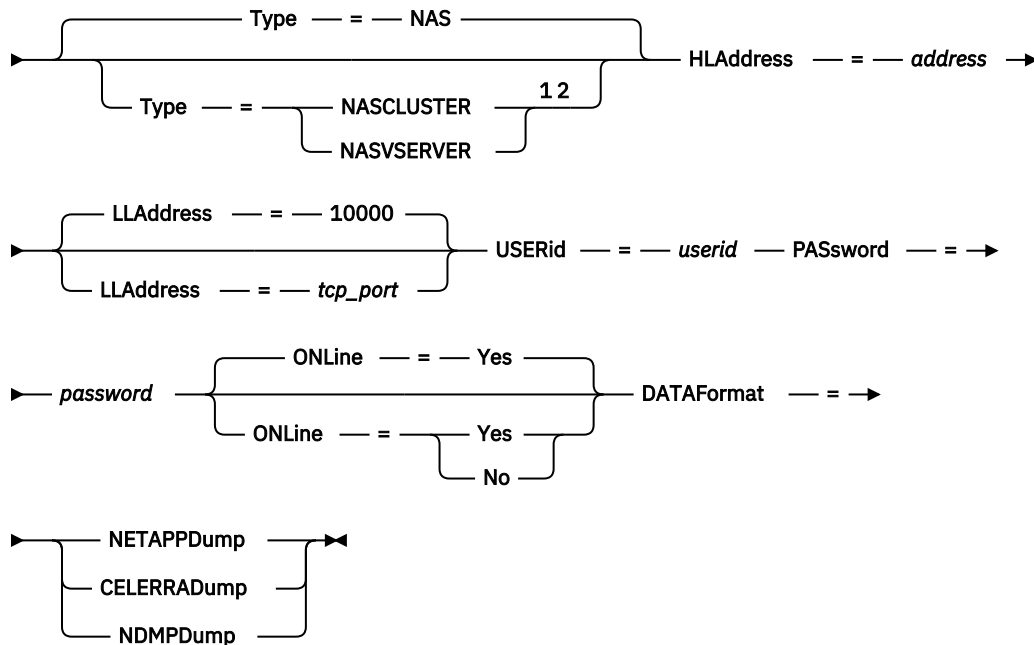 Type = NAS
HLAddress = address
Type = NASCLUSTER 1 2
NASVSERVER
LLAddress = 10000
USERid = userid PASsword =
LLAddress = tcp_port
ONLine = Yes
password DATAFormat =
ONLine = Yes
No
NETAPPDump
CELERRADump
NDMPDump